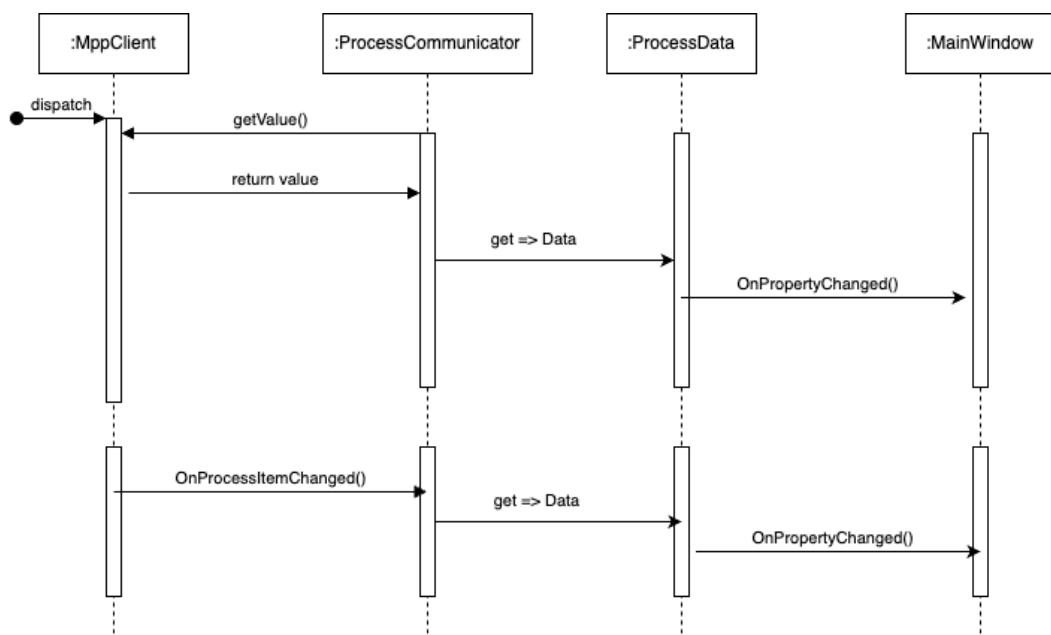 :MppClient
:ProcessCommunicator
:ProcessData
:MainWindow
dispatch
getValue()
return value
get => Data
OnPropertyChanged()
OnProcessItemChanged()
get => Data
OnPropertyChanged()